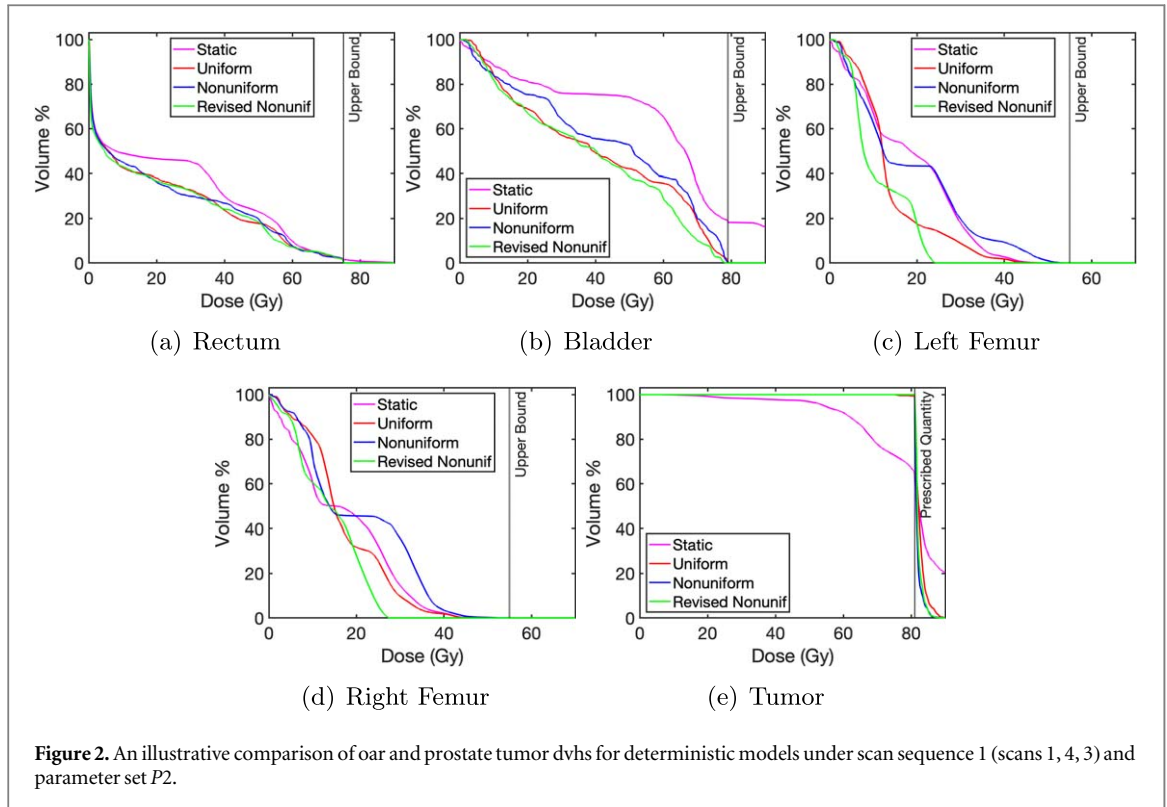 100
80
60
40
20
0
Volume %
Static
Uniform
Nonuniform
Revised Nonunif
Upper Bound
0 20 40 60 80
Dose (Gy)
(a) Rectum
100
80
60
40
20
0
Volume %
Static
Uniform
Nonuniform
Revised Nonunif
Upper Bound
0 20 40 60 80
Dose (Gy)
(b) Bladder
100
80
60
40
20
0
Volume %
Static
Uniform
Nonuniform
Revised Nonunif
Upper Bound
0 20 40 60
Dose (Gy)
(c) Left Femur
100
80
60
40
20
0
Volume %
Static
Uniform
Nonuniform
Revised Nonunif
Upper Bound
0 20 40 60
Dose (Gy)
(d) Right Femur
100
80
60
40
20
0
Volume %
Static
Uniform
Nonuniform
Revised Nonunif
Prescribed Quantity
0 20 40 60 80
Dose (Gy)
(e) Tumor
Figure 2. An illustrative comparison of oar and prostate tumor dvhs for deterministic models under scan sequence 1 (scans 1, 4, 3) and
parameter set P2.